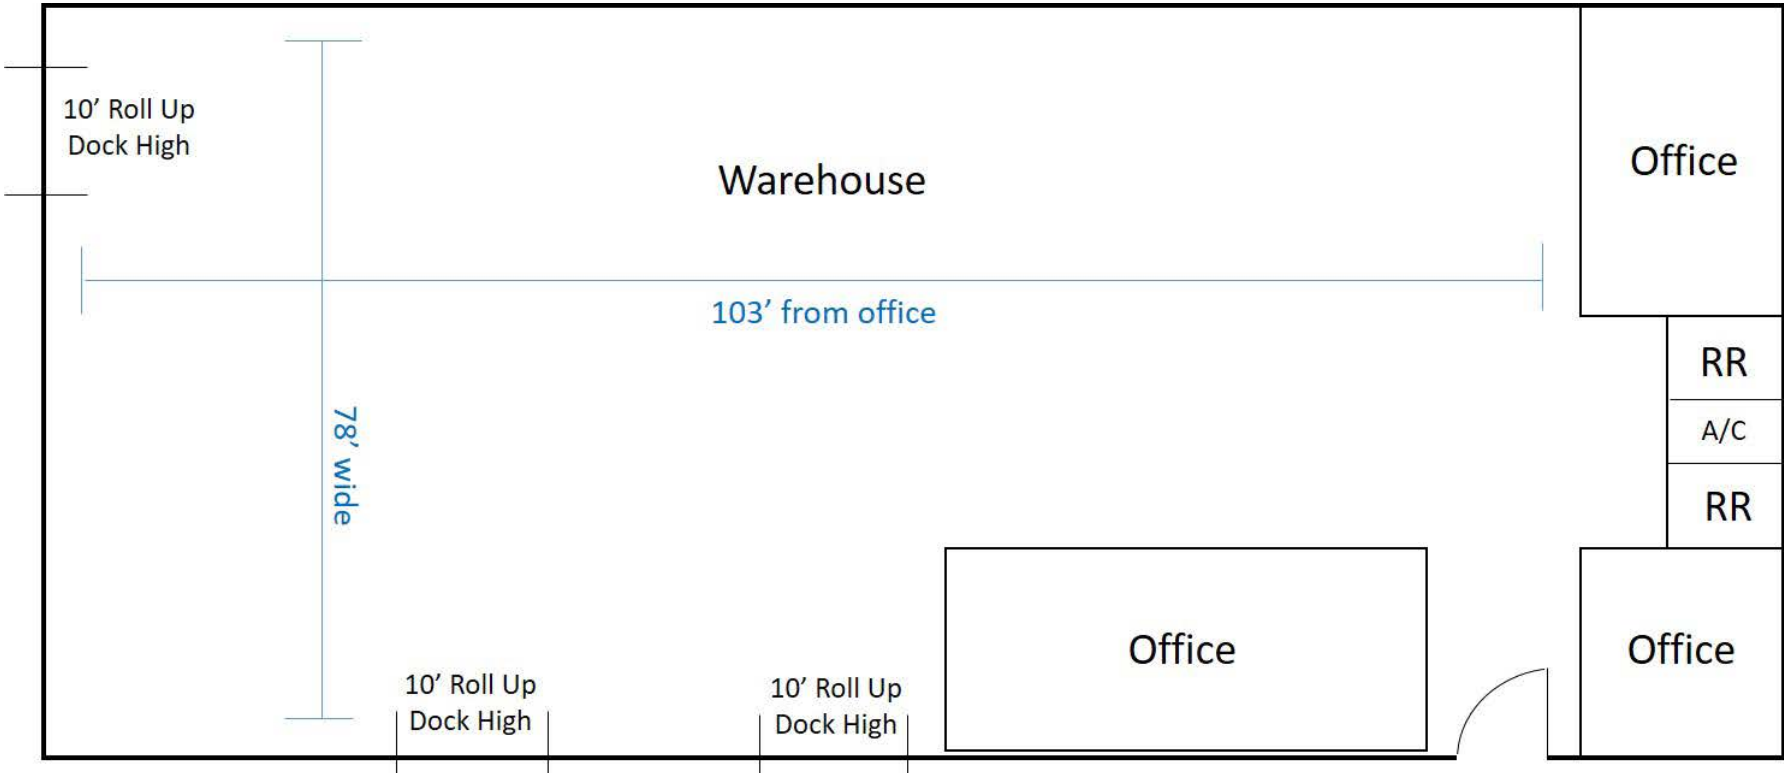 10’ Roll Up
Dock High
Warehouse
Office
103’ from office
RR
A/C
78’ wide
RR
Office
Office
10’ Roll Up
Dock High
10’ Roll Up
Dock High